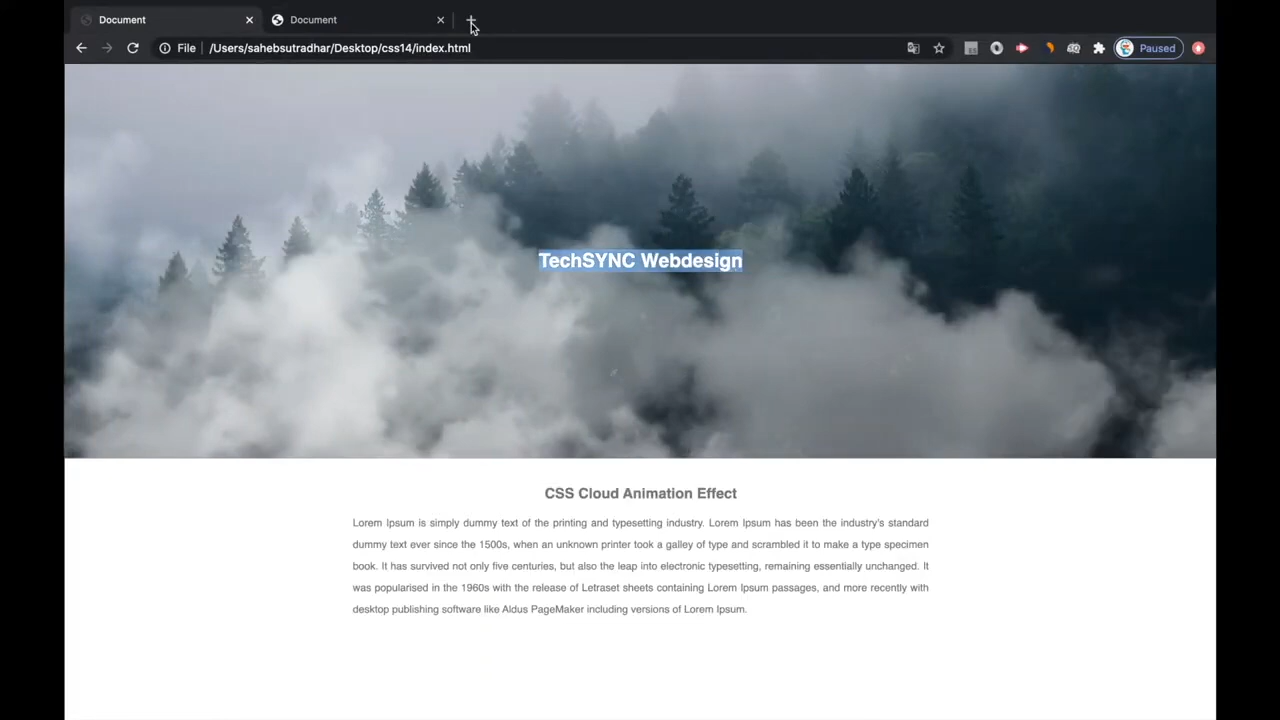 Document
Document
File
/Users/sahebsutradhar/Desktop/css14/index.html
Paused
TechSYNC Webdesign
CSS Cloud Animation Effect
Lorem Ipsum is simply dummy text of the printing and typesetting industry. Lorem Ipsum has been the industry's standard
dummy text ever since the 1500s, when an unknown printer took a galley of type and scrambled it to make a type specimen
book. It has survived not only five centuries, but also the leap into electronic typesetting, remaining essentially unchanged. It
was popularised in the 1960s with the release of Letraset sheets containing Lorem Ipsum passages, and more recently with
desktop publishing software like Aldus PageMaker including versions of Lorem Ipsum.